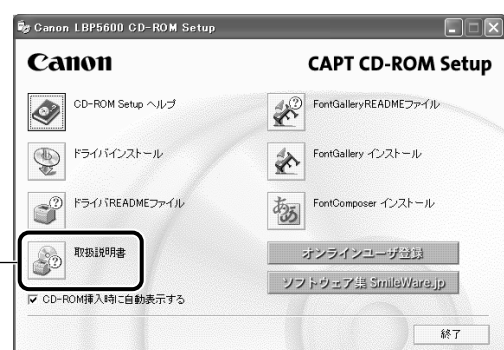 Canon LBP5600 CD-ROM Setup
Canon
CAPT CD-ROM Setup
CD-ROM Setup ヘルプ
FontGalleryREADMEファイル
ドライバインストール
FontGallery インストール
ドライバREADMEファイル
FontComposer インストール
取扱説明書
オンラインユーザ登録
ソフトウェア集 SmileWare.jp
CD-ROM挿入時に自動表示する
終了